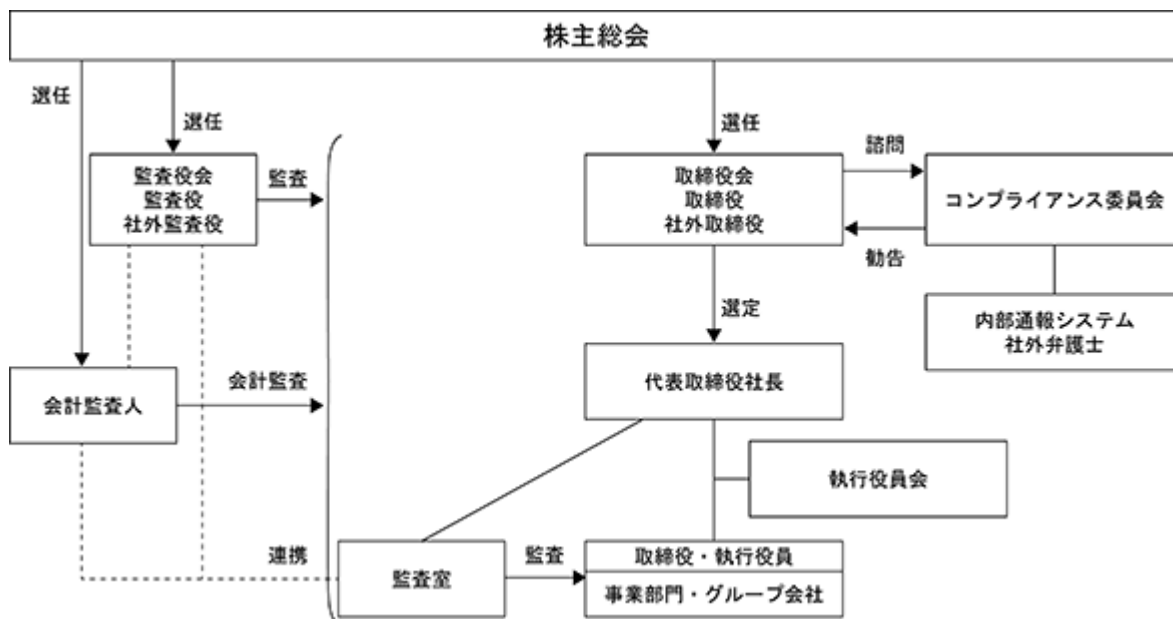 株主総会
選任
選任
選任
監査役会
監査役
社外監査役
監査
取締役会
取締役
社外取締役
諮問
勧告
コンプライアンス委員会
内部通報システム
社外弁護士
選定
代表取締役社長
会計監査人
会計監査
執行役員会
連携
監査室
監査
取締役・執行役員
事業部門・グループ会社